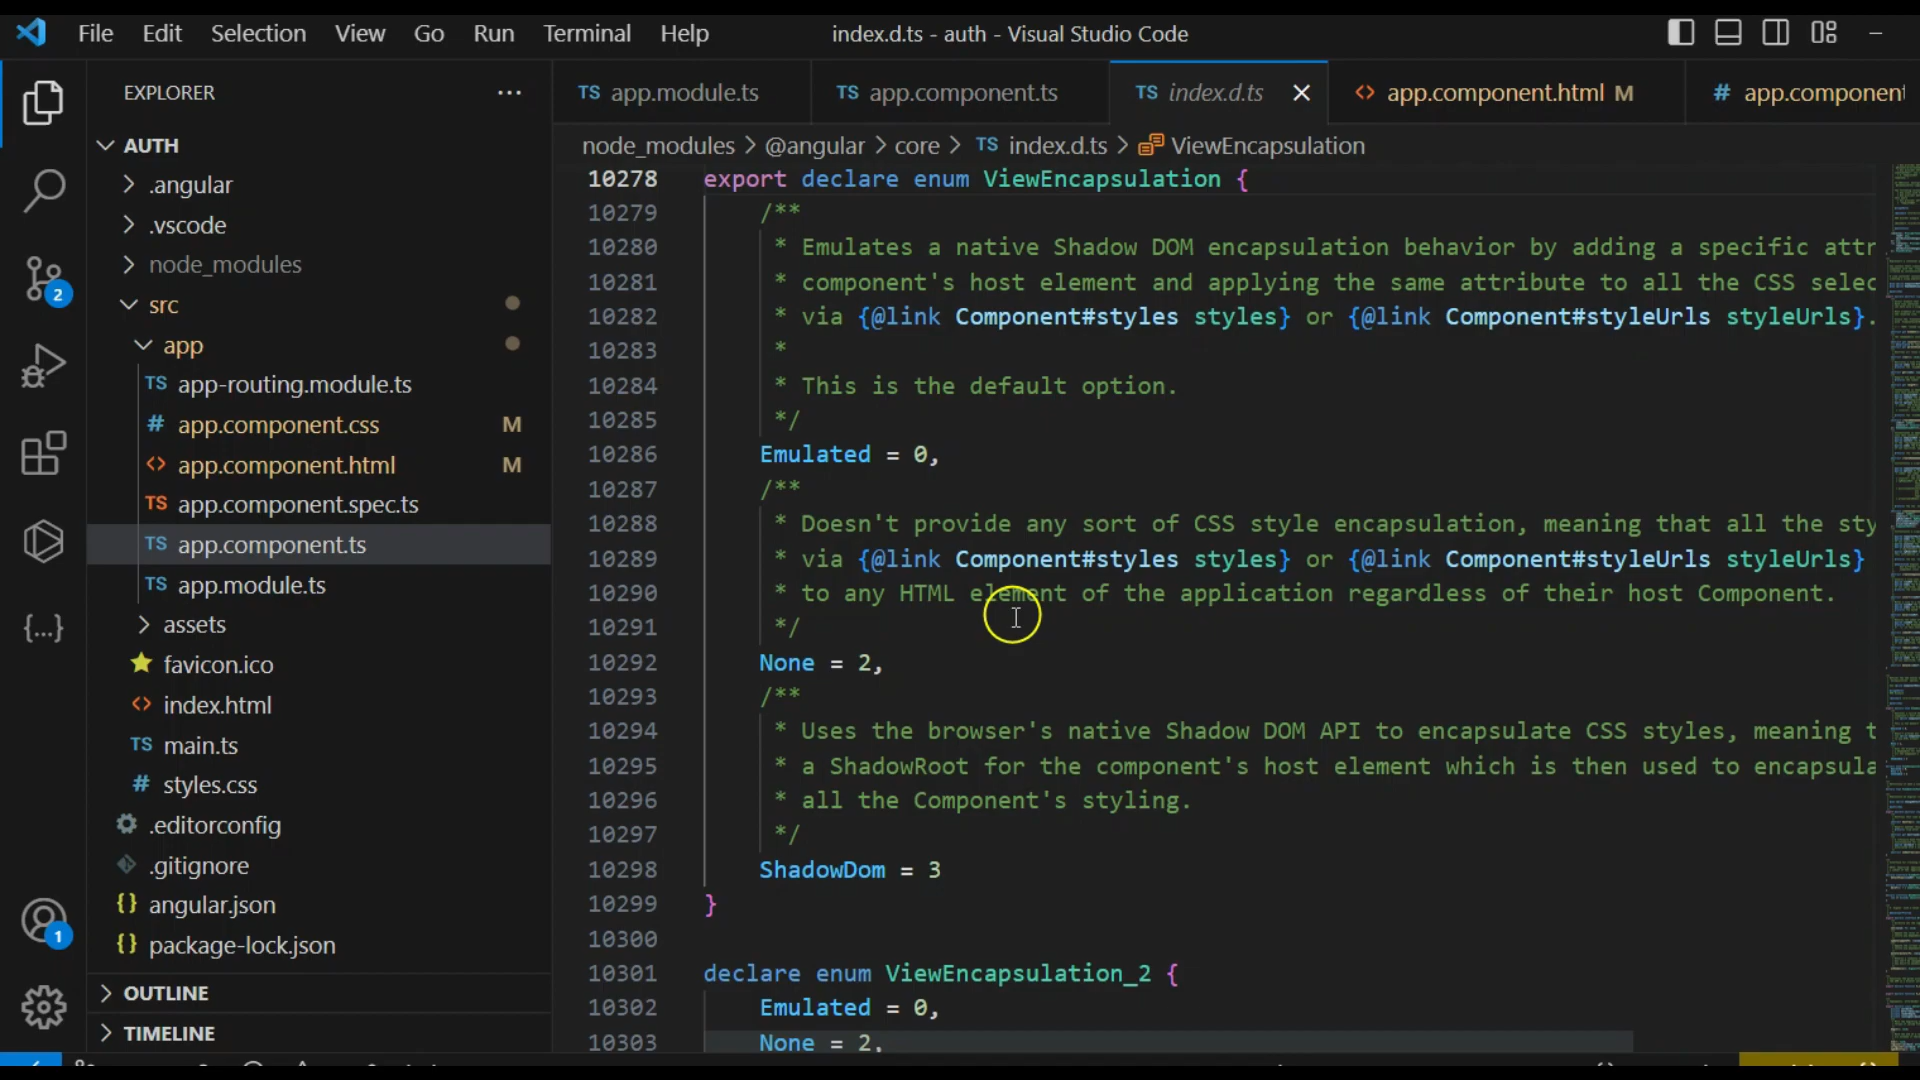 File Edit Selection View Go Run Terminal Help index.d.ts - auth - Visual Studio Code
EXPLORER
AUTH
.angular
.vscode
node_modules
src
app
TS app-routing.module.ts
# app.component.css M
<> app.component.html M
TS app.component.spec.ts
TS app.component.ts
TS app.module.ts
assets
favicon.ico
<> index.html
TS main.ts
# styles.css
.editorconfig
.gitignore
{} angular.json
{} package-lock.json
OUTLINE
TIMELINE
2
1
TS app.module.ts TS app.component.ts TS index.d.ts <> app.component.html M # app.component
node_modules > @angular > core > TS index.d.ts > ViewEncapsulation
10278 export declare enum ViewEncapsulation {
10279 /**
10280 * Emulates a native Shadow DOM encapsulation behavior by adding a specific attr
10281 * component's host element and applying the same attribute to all the CSS selec
10282 * via {@link Component#styles styles} or {@link Component#styleUrls styleUrls}.
10283 *
10284 * This is the default option.
10285 */
10286 Emulated = 0,
10287 /**
10288 * Doesn't provide any sort of CSS style encapsulation, meaning that all the sty
10289 * via {@link Component#styles styles} or {@link Component#styleUrls styleUrls}
10290 * to any HTML element of the application regardless of their host Component.
10291 */
10292 None = 2,
10293 /**
10294 * Uses the browser's native Shadow DOM API to encapsulate CSS styles, meaning t
10295 * a ShadowRoot for the component's host element which is then used to encapsula
10296 * all the Component's styling.
10297 */
10298 ShadowDom = 3
10299 }
10300
10301 declare enum ViewEncapsulation_2 {
10302 Emulated = 0,
10303 None = 2,